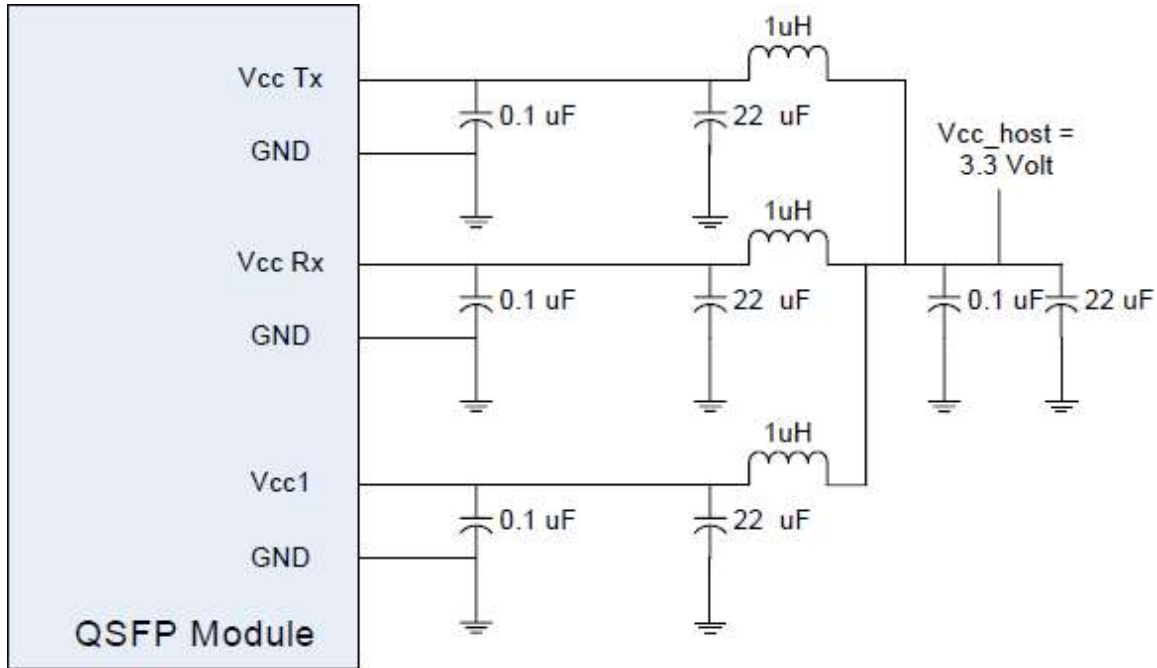 1uH
Vcc Tx
0.1 uF
22 uF
GND
Vcc_host =
3.3 Volt
1uH
Vcc Rx
0.1 uF
22 uF
0.1 uF
22 uF
GND
1uH
Vcc1
0.1 uF
22 uF
GND
QSFP Module